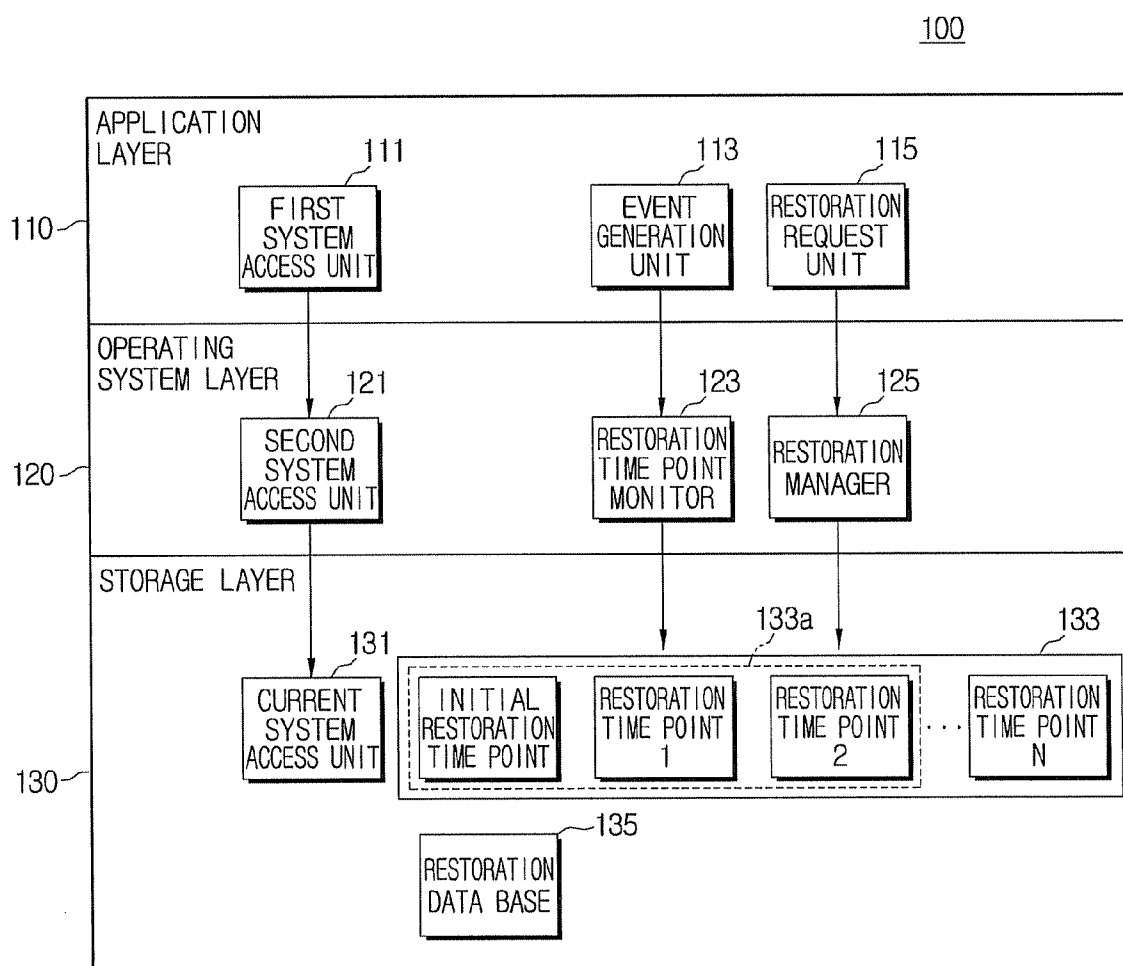 100
APPLICATION
LAYER
111
113
115
FIRST
SYSTEM
ACCESS UNIT
EVENT
GENERATION
UNIT
RESTORATION
REQUEST
UNIT
110
OPERATING
SYSTEM LAYER
121
123
125
SECOND
SYSTEM
ACCESS UNIT
RESTORATION
TIME POINT
MONITOR
RESTORATION
MANAGER
120
STORAGE LAYER
133a
133
131
CURRENT
SYSTEM
ACCESS UNIT
INITIAL
RESTORATION
TIME POINT
RESTORATION
TIME POINT
1
RESTORATION
TIME POINT
2
· · ·
RESTORATION
TIME POINT
N
130
135
RESTORATION
DATA BASE